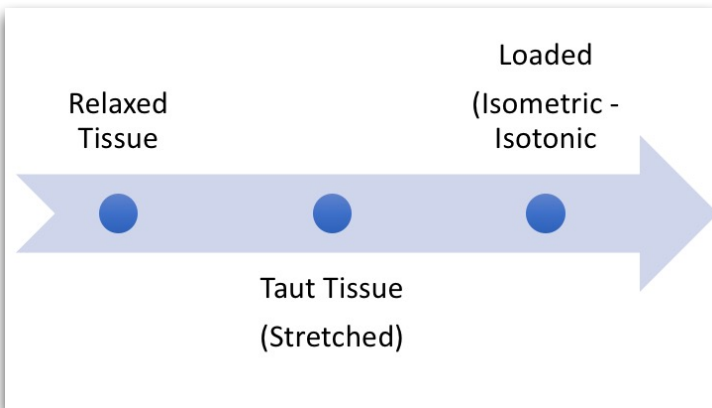 Relaxed
Tissue
Taut Tissue
(Stretched)
Loaded
(Isometric -
Isotonic